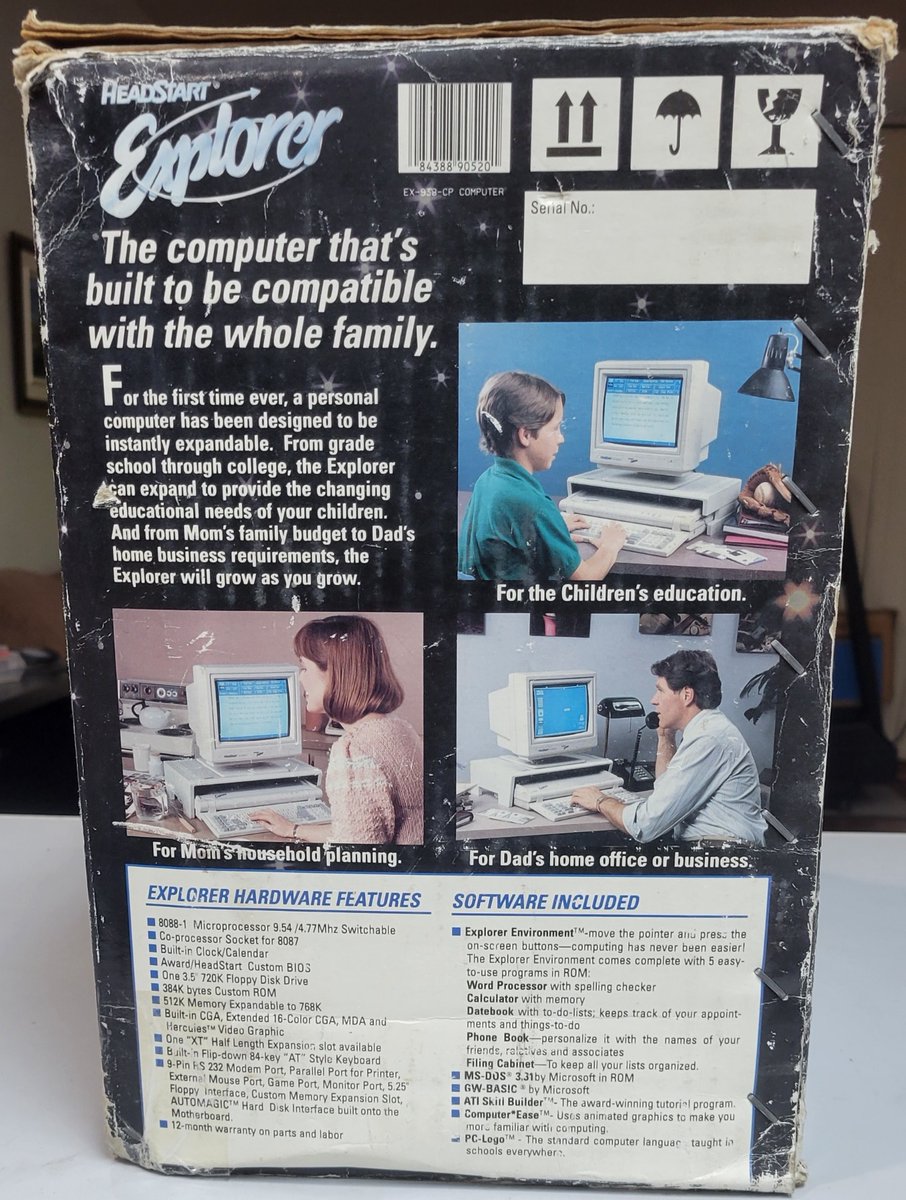 HEADSTART®
Explorer
84388 90520
EX-93B-CP COMPUTER
Serial No.:
The computer that's
built to be compatible
with the whole family.
For the first time ever, a personal
computer has been designed to be
instantly expandable. From grade
school through college, the Explorer
can expand to provide the changing
educational needs of your children.
And from Mom's family budget to Dad's
home business requirements, the
Explorer will grow as you grow.
For the Children's education.
For Mom's household planning.
For Dad's home office or business.
EXPLORER HARDWARE FEATURES
■ 8088-1 Microprocessor 9.54 /4.77Mhz Switchable
■ Co-processor Socket for 8087
■ Built-in Clock/Calendar
■ Award/HeadStart Custom BIOS
■ One 3.5" 720K Floppy Disk Drive
■ 384K bytes Custom ROM
■ 512K Memory Expandable to 768K
■ Built-in CGA, Extended 16-Color CGA, MDA and
Hercules™ Video Graphic
■ One "XT" Half Length Expansion slot available
■ Built-in Flip-down 84-key "AT" Style Keyboard
■ 9-Pin RS 232 Modem Port, Parallel Port for Printer,
External Mouse Port, Game Port, Monitor Port, 5.25"
Floppy Interface, Custom Memory Expansion Slot,
AUTOMAGIC™ Hard Disk Interface built onto the
Motherboard.
■ 12-month warranty on parts and labor
SOFTWARE INCLUDED
■ Explorer Environment™-move the pointer and press the
on-screen buttons—computing has never been easier!
The Explorer Environment comes complete with 5 easy-
to-use programs in ROM:
Word Processor with spelling checker
Calculator with memory
Datebook with to-do-lists; keeps track of your appoint-
ments and things-to-do
Phone Book—personalize it with the names of your
friends, relatives and associates
Filing Cabinet—To keep all your lists organized.
■ MS-DOS® 3.31by Microsoft in ROM
■ GW-BASIC® by Microsoft
■ ATI Skill Builder™- The award-winning tutorial program.
■ Computer*Ease™- Uses animated graphics to make you
more familiar with computing.
■ PC-Logo™ - The standard computer language taught in
schools everywhere.